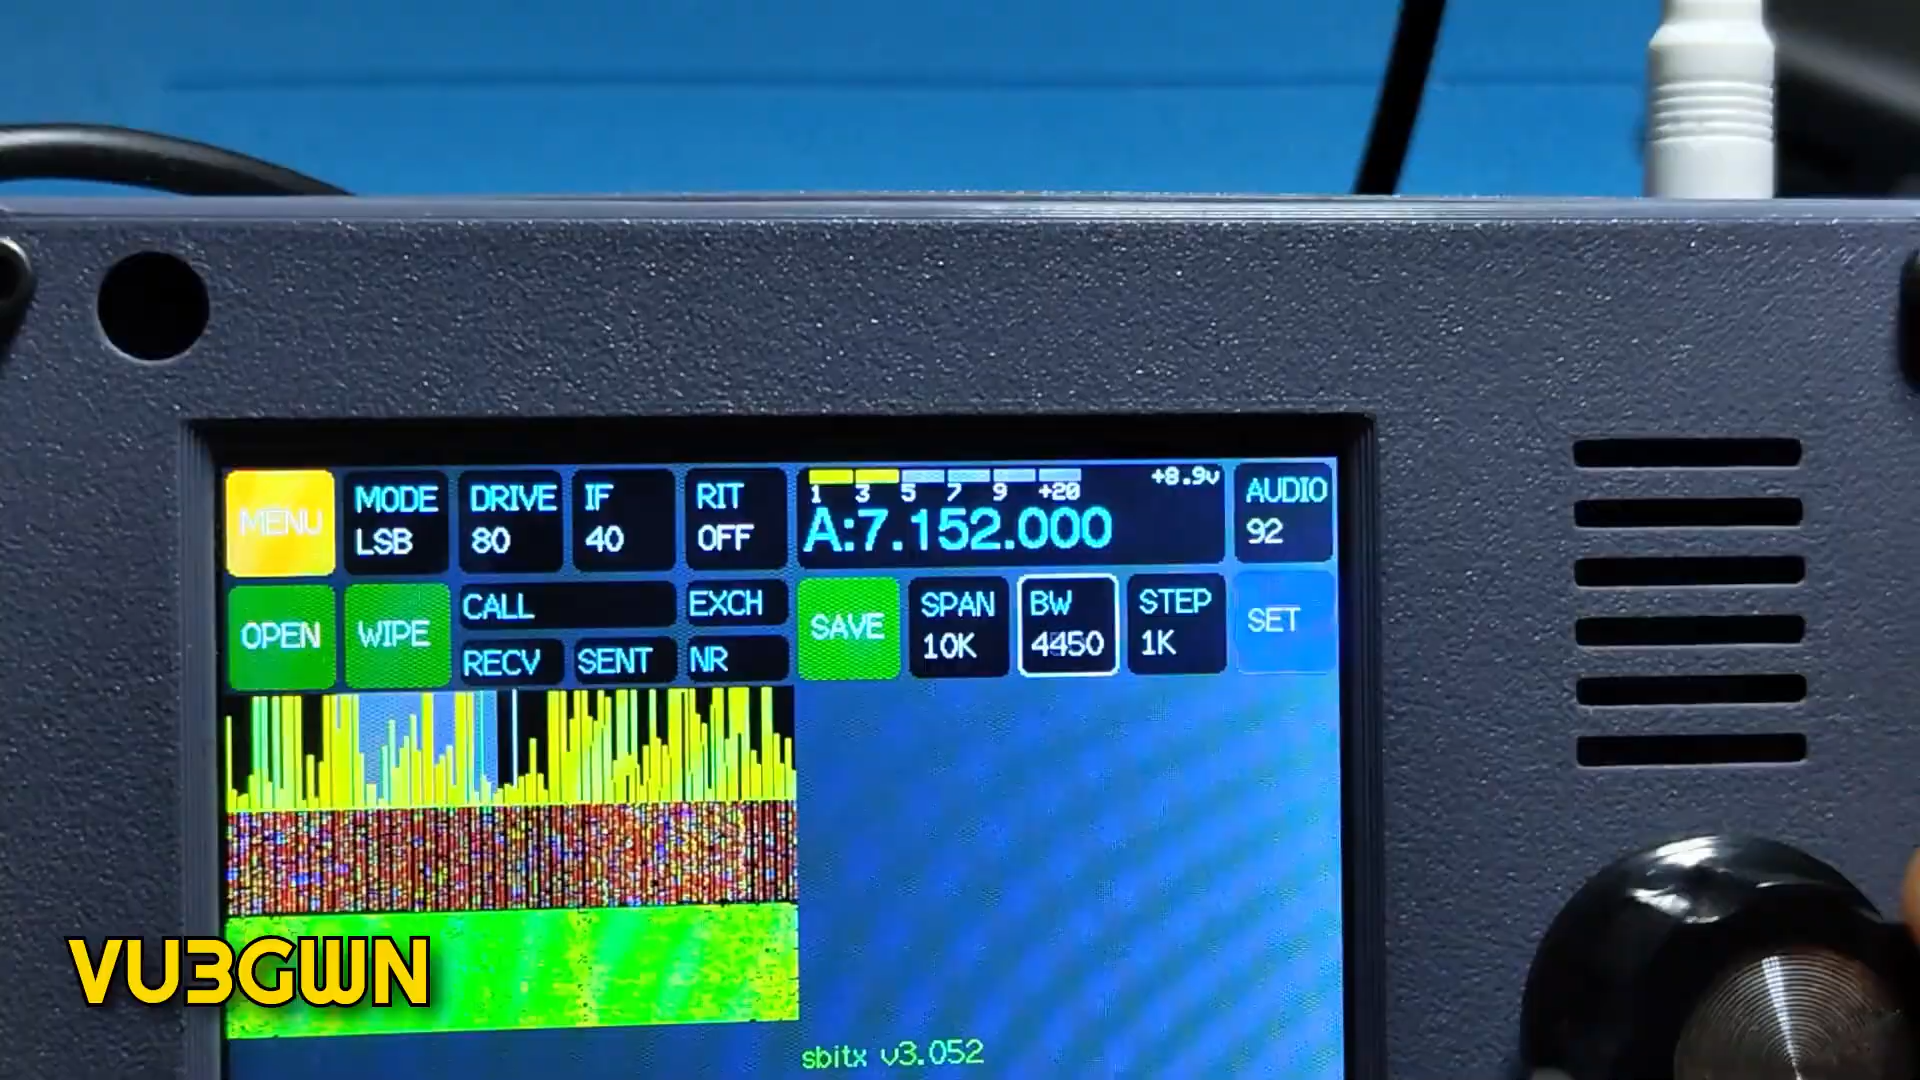 MENU
MODE
LSB
DRIVE
80
IF
40
RIT
OFF
1 3 5 7 9 +20
+8.9v
A:7.152.000
AUDIO
92
OPEN
WIPE
CALL
EXCH
RECV
SENT
NR
SAVE
SPAN
10K
BW
4450
STEP
1K
SET
sbitx v3.052
VU3GWN